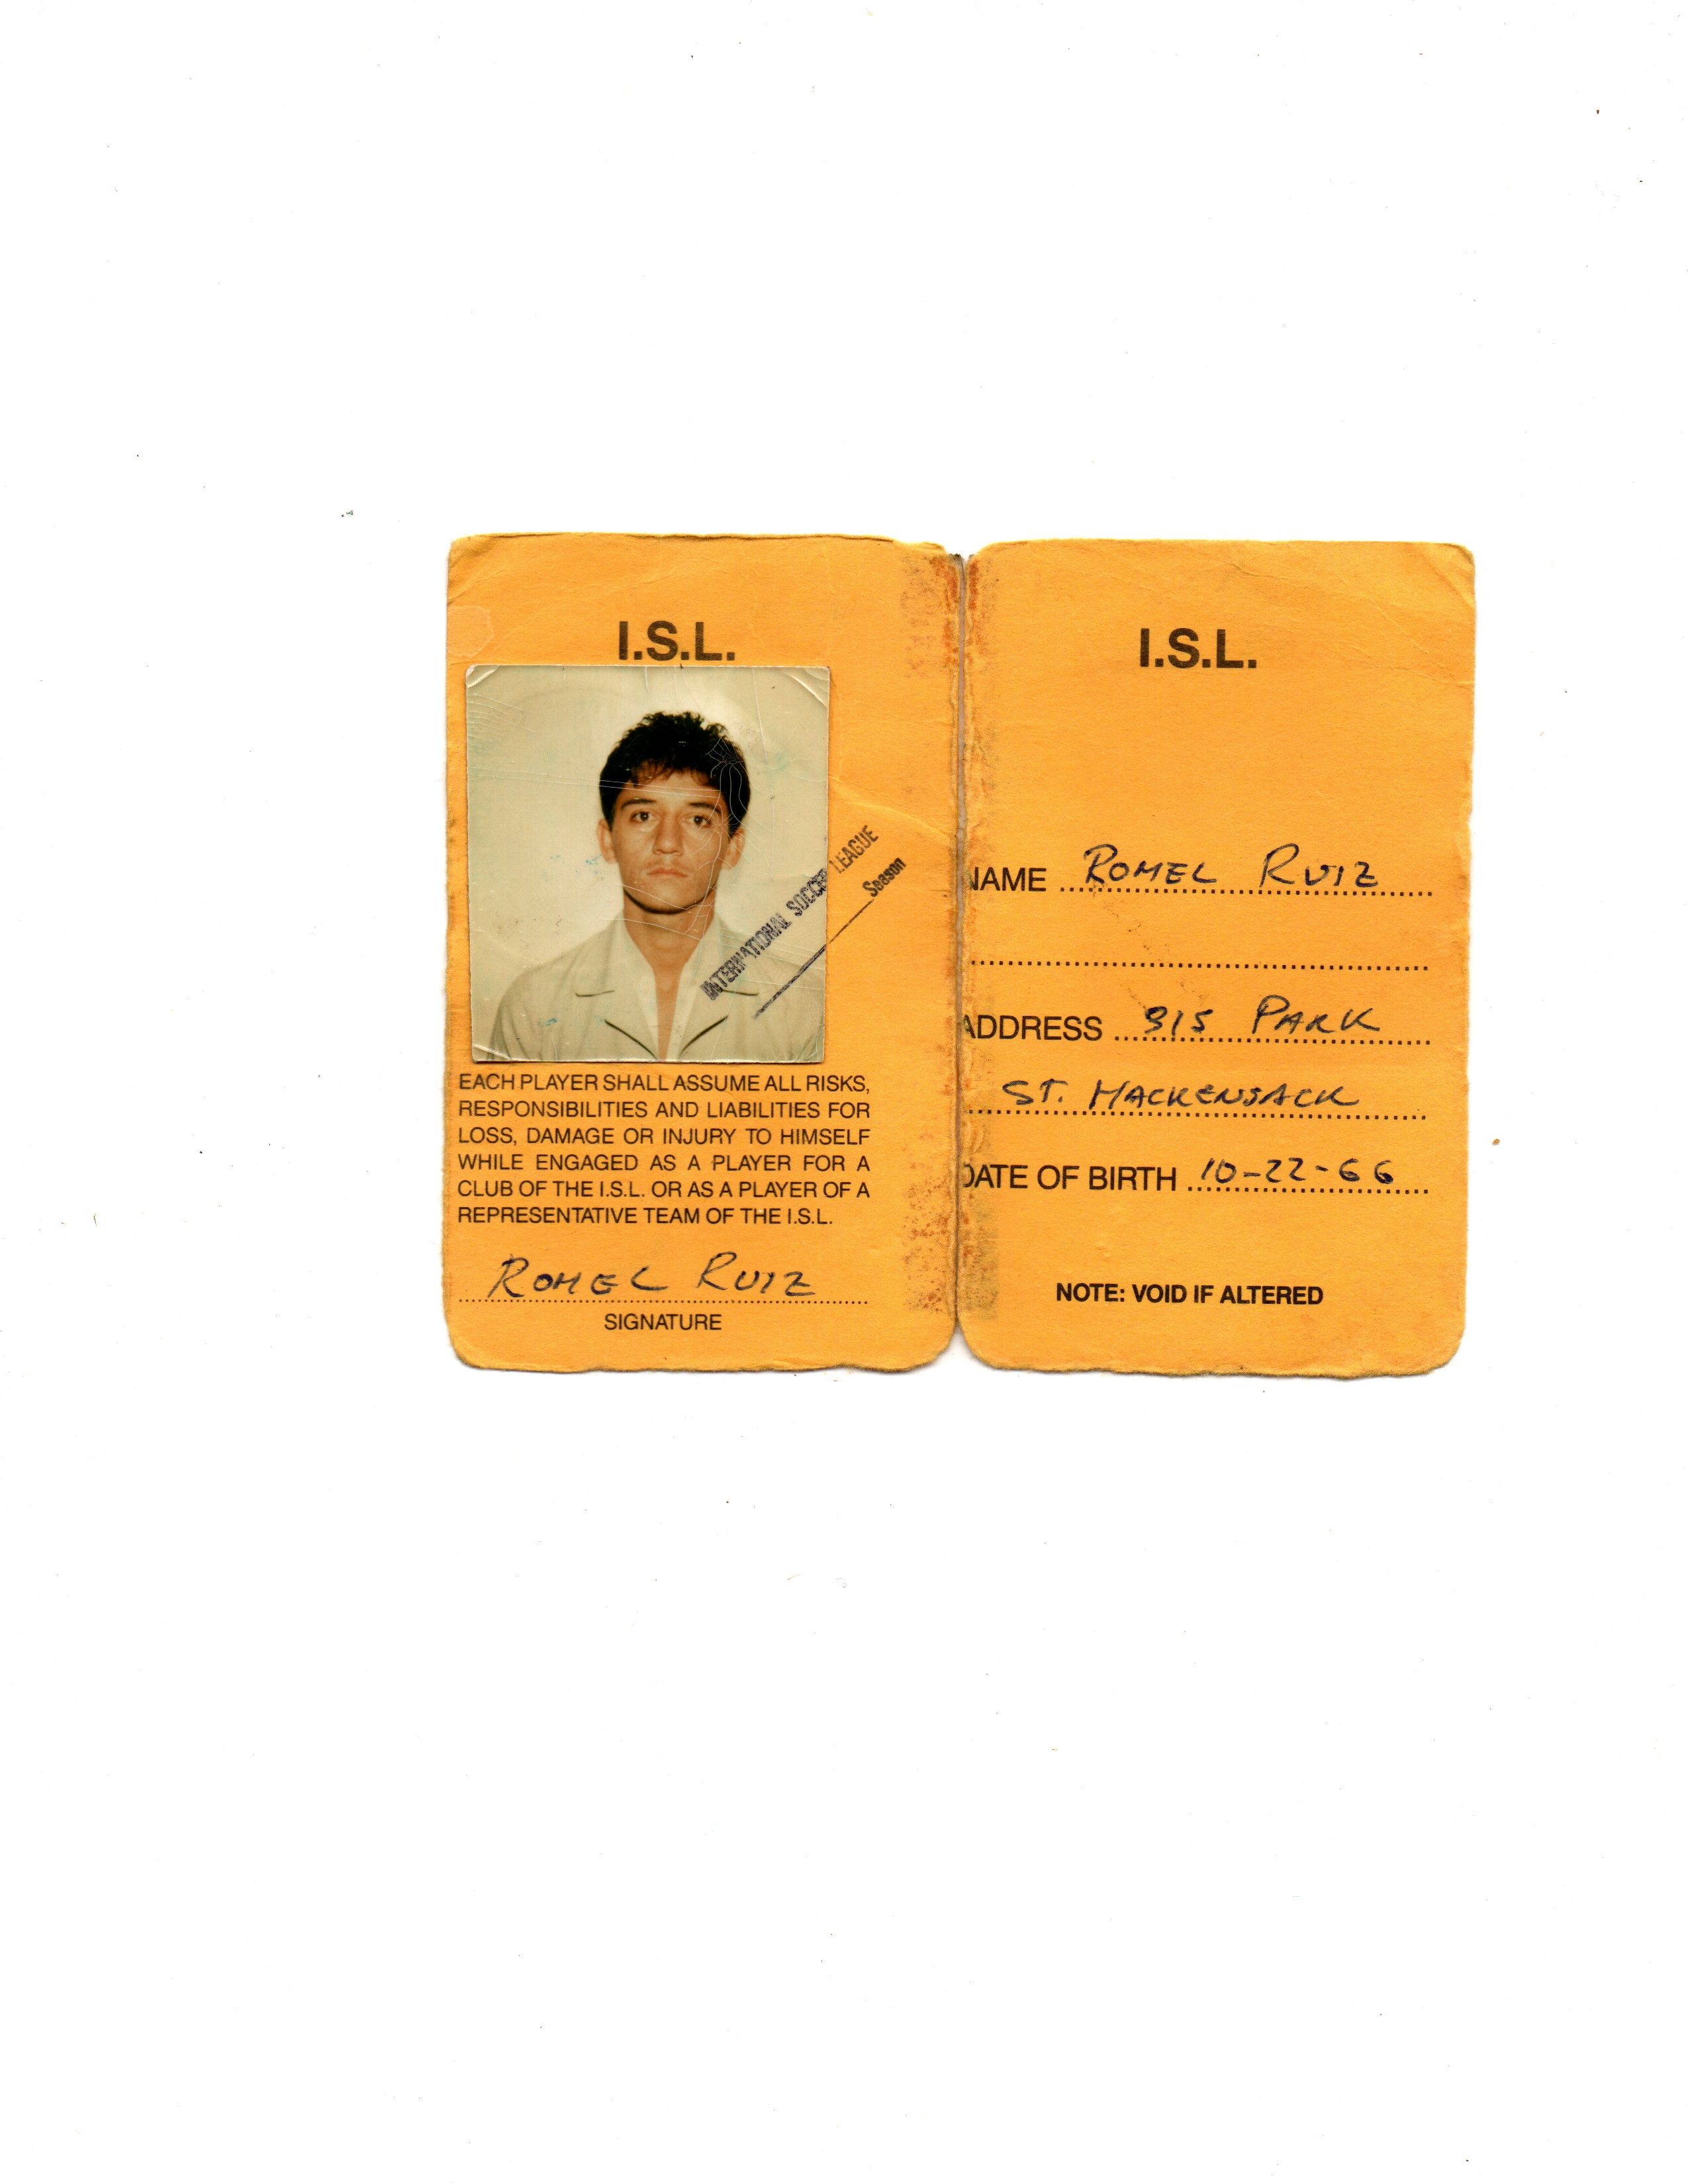 I.S.L.
INTERNATIONAL SOCCER LEAGUE
Season
EACH PLAYER SHALL ASSUME ALL RISKS,
RESPONSIBILITIES AND LIABILITIES FOR
LOSS, DAMAGE OR INJURY TO HIMSELF
WHILE ENGAGED AS A PLAYER FOR A
CLUB OF THE I.S.L. OR AS A PLAYER OF A
REPRESENTATIVE TEAM OF THE I.S.L.
ROMEL RUIZ
SIGNATURE
I.S.L.
NAME ROMEL RUIZ
ADDRESS 315 PARK
ST. HACKENSACK
DATE OF BIRTH 10-22-66
NOTE: VOID IF ALTERED